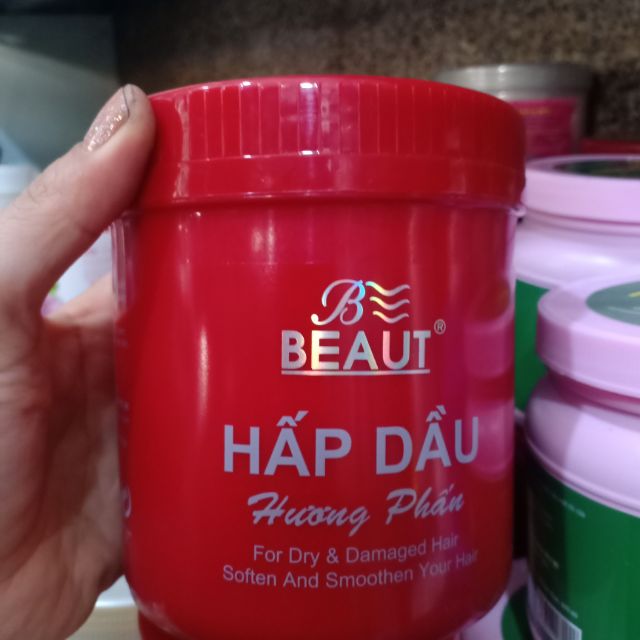 B
BEAUT®
HẤP DẦU
Hương Phấn
For Dry & Damaged Hair
Soften And Smoothen Your Hair